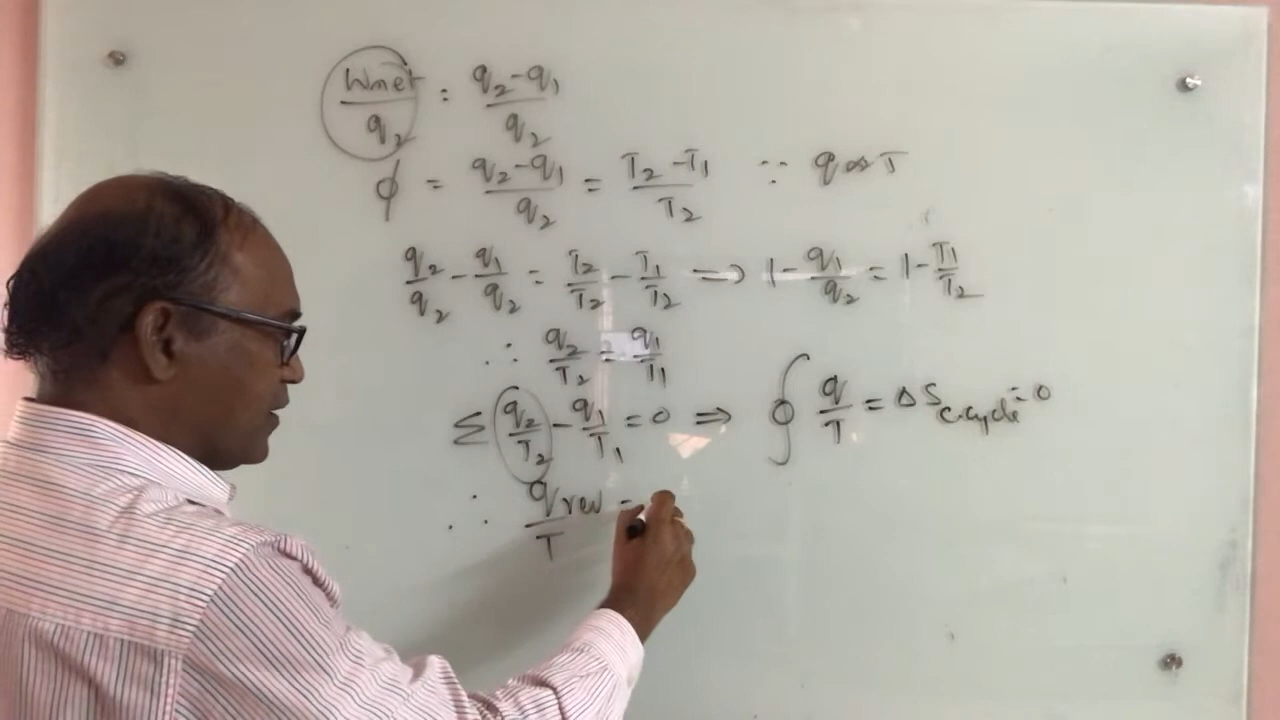 Wnet/q₂ = (q₂-q₁)/q₂
ϕ = (q₂-q₁)/q₂ = (T₂-T₁)/T₂ ∵ q ∝ T
q₂/q₂ - q₁/q₂ = T₂/T₂ - T₁/T₂ ⇒ 1 - q₁/q₂ = 1 - T₁/T₂
∴ q₂/T₂ = q₁/T₁
Σ q₂/T₂ - q₁/T₁ = 0 ⇒ ∮ q/T = ΔS c.cycle = 0
∴ qrev/T =